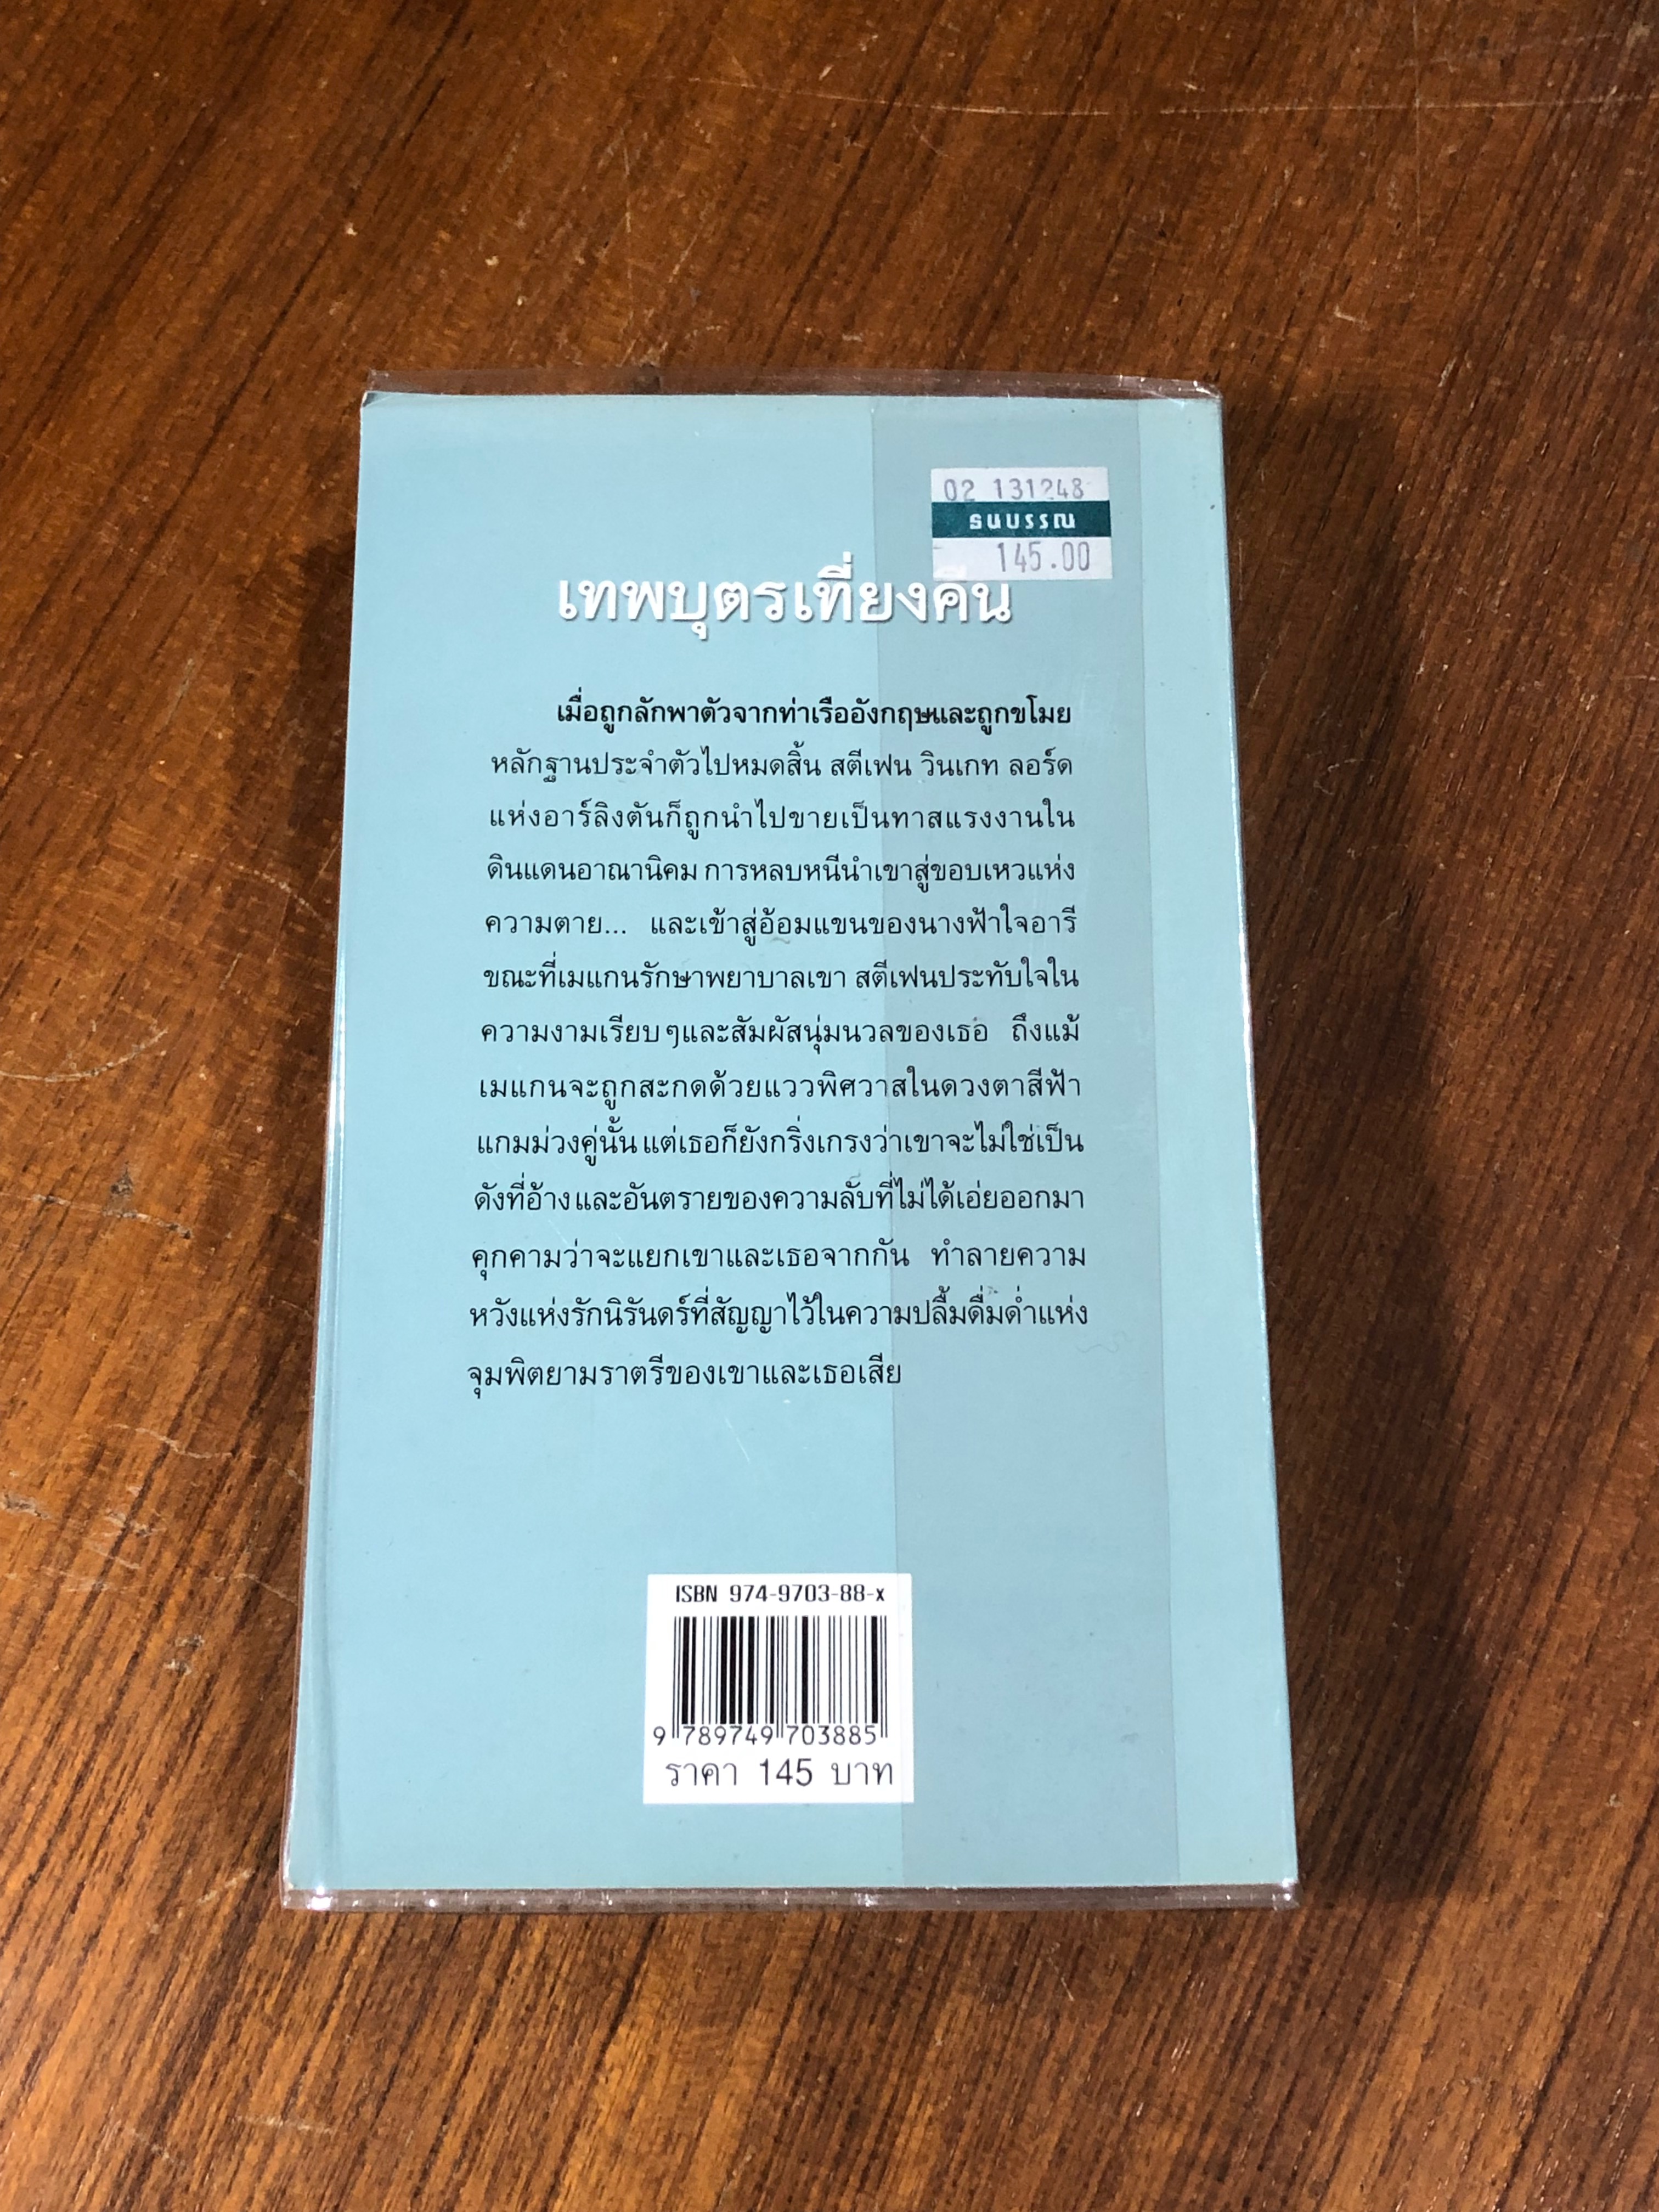 02 131248
ธนบรรณ
145.00
เทพบุตรเที่ยงคืน
เมื่อถูกลักพาตัวจากท่าเรืออังกฤษและถูกขโมย
หลักฐานประจำตัวไปหมดสิ้น สตีเฟน วินเกท ลอร์ด
แห่งอาร์ลิงตันก็ถูกนำไปขายเป็นทาสแรงงานใน
ดินแดนอาณานิคม การหลบหนีนำเขาสู่ขอบเหวแห่ง
ความตาย... และเข้าสู่อ้อมแขนของนางฟ้าใจอารี
ขณะที่เมแกนรักษาพยาบาลเขา สตีเฟนประทับใจใน
ความงามเรียบๆและสัมผัสนุ่มนวลของเธอ ถึงแม้
เมแกนจะถูกสะกดด้วยแววพิศวาสในดวงตาสีฟ้า
แกมม่วงคู่นั้น แต่เธอก็ยังกริ่งเกรงว่าเขาจะไม่ใช่เป็น
ดังที่อ้าง และอันตรายของความลับที่ไม่ได้เอ่ยออกมา
คุกคามว่าจะแยกเขาและเธอจากกัน ทำลายความ
หวังแห่งรักนิรันดร์ที่สัญญาไว้ในความปลื้มดื่มด่ำแห่ง
จุมพิตยามราตรีของเขาและเธอเสีย
ISBN 974-9703-88-x
9 789749 703885
ราคา 145 บาท